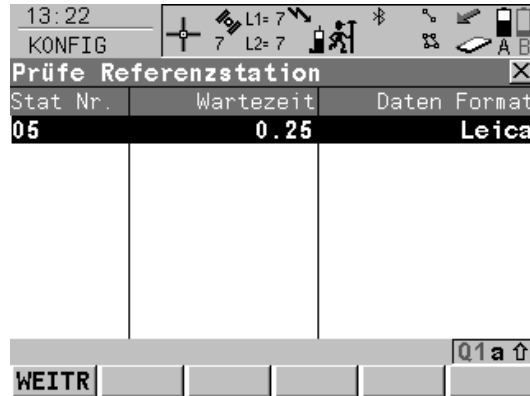 13:22 L1= 7
KONFIG 7 L2= 7 A B
Prüfe Referenzstation
Stat Nr. Wartezeit Daten Format
05 0.25 Leica
Q1a
WEITR